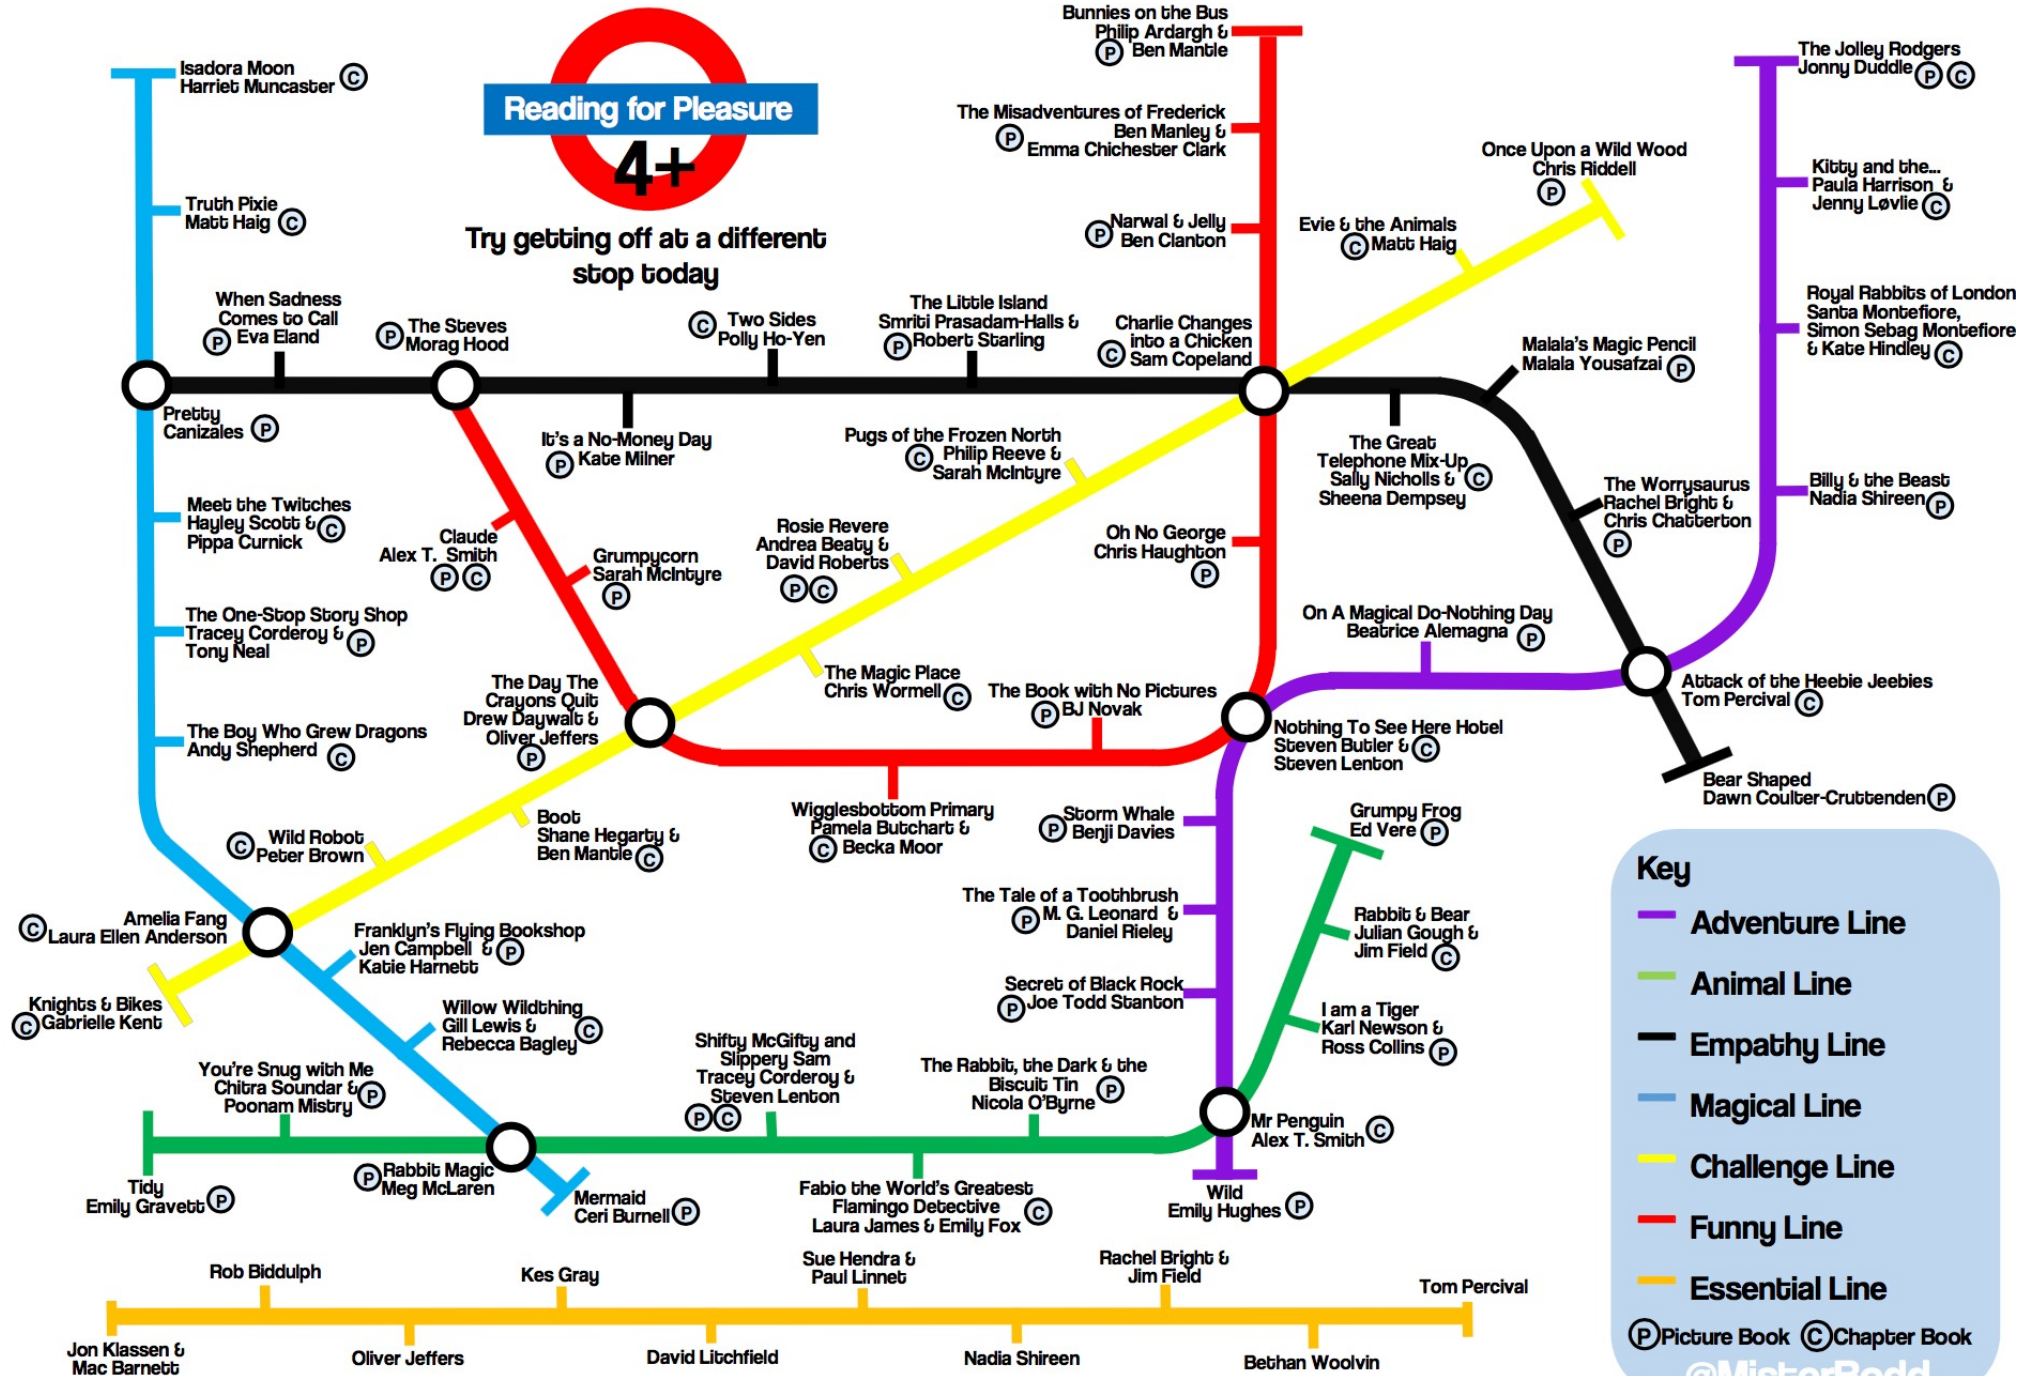 Isadora Moon
Harriet Muncaster C
Truth Pixie
Matt Haig C
Reading for Pleasure
4+
Try getting off at a different
stop today
Bunnies on the Bus
Philip Ardargh &
P Ben Mantle
The Misadventures of Frederick
Ben Manley &
P Emma Chichester Clark
Narwal & Jelly
P Ben Clanton
Once Upon a Wild Wood
Chris Riddell
P
Evie & the Animals
C Matt Haig
The Jolley Rodgers
Jonny Duddle P C
Kitty and the...
Paula Harrison &
Jenny Løvlie C
Royal Rabbits of London
Santa Montefiore,
Simon Sebag Montefiore
& Kate Hindley C
Billy & the Beast
Nadia Shireen P
When Sadness
Comes to Call
P Eva Eland
P The Steves
Morag Hood
C Two Sides
Polly Ho-Yen
The Little Island
Smriti Prasadam-Halls &
P Robert Starling
Charlie Changes
into a Chicken
C Sam Copeland
Malala's Magic Pencil
Malala Yousafzai P
Pretty
Canizales P
It's a No-Money Day
P Kate Milner
Pugs of the Frozen North
C Philip Reeve &
Sarah McIntyre
The Great
Telephone Mix-Up
Sally Nicholls & C
Sheena Dempsey
The Worrysaurus
Rachel Bright &
Chris Chatterton
P
Meet the Twitches
Hayley Scott & C
Pippa Curnick
Claude
Alex T. Smith
P C
Grumpycorn
Sarah McIntyre
P
Rosie Revere
Andrea Beaty &
David Roberts
P C
Oh No George
Chris Haughton
P
The One-Stop Story Shop
Tracey Corderoy & P
Tony Neal
On A Magical Do-Nothing Day
Beatrice Alemagna P
The Magic Place
Chris Wormell C
The Day The
Crayons Quit
Drew Daywalt &
Oliver Jeffers
P
The Book with No Pictures
P BJ Novak
Attack of the Heebie Jeebies
Tom Percival C
Nothing To See Here Hotel
Steven Butler & C
Steven Lenton
The Boy Who Grew Dragons
Andy Shepherd C
Bear Shaped
Dawn Coulter-Cruttenden P
C Wild Robot
Peter Brown
Boot
Shane Hegarty &
Ben Mantle C
Wigglesbottom Primary
Pamela Butchart &
C Becka Moor
Storm Whale
P Benji Davies
Grumpy Frog
Ed Vere P
The Tale of a Toothbrush
P M. G. Leonard &
Daniel Rieley
Rabbit & Bear
Julian Gough &
Jim Field C
Amelia Fang
C Laura Ellen Anderson
Franklyn's Flying Bookshop
Jen Campbell & P
Katie Harnett
Knights & Bikes
C Gabrielle Kent
Willow Wildthing
Gill Lewis & C
Rebecca Bagley
Secret of Black Rock
P Joe Todd Stanton
I am a Tiger
Karl Newson &
Ross Collins P
You're Snug with Me
Chitra Soundar & P
Poonam Mistry
Shifty McGifty and
Slippery Sam
Tracey Corderoy &
Steven Lenton
P C
The Rabbit, the Dark & the
Biscuit Tin P
Nicola O'Byrne
Mr Penguin
Alex T. Smith C
Tidy
Emily Gravett P
P Rabbit Magic
Meg McLaren
Mermaid
Ceri Burnell P
Fabio the World's Greatest
Flamingo Detective C
Laura James & Emily Fox
Wild
Emily Hughes P
Rob Biddulph
Kes Gray
Sue Hendra &
Paul Linnet
Rachel Bright &
Jim Field
Tom Percival
Jon Klassen &
Mac Barnett
Oliver Jeffers
David Litchfield
Nadia Shireen
Bethan Woolvin
Key
Adventure Line
Animal Line
Empathy Line
Magical Line
Challenge Line
Funny Line
Essential Line
P Picture Book C Chapter Book
@MisterBodd